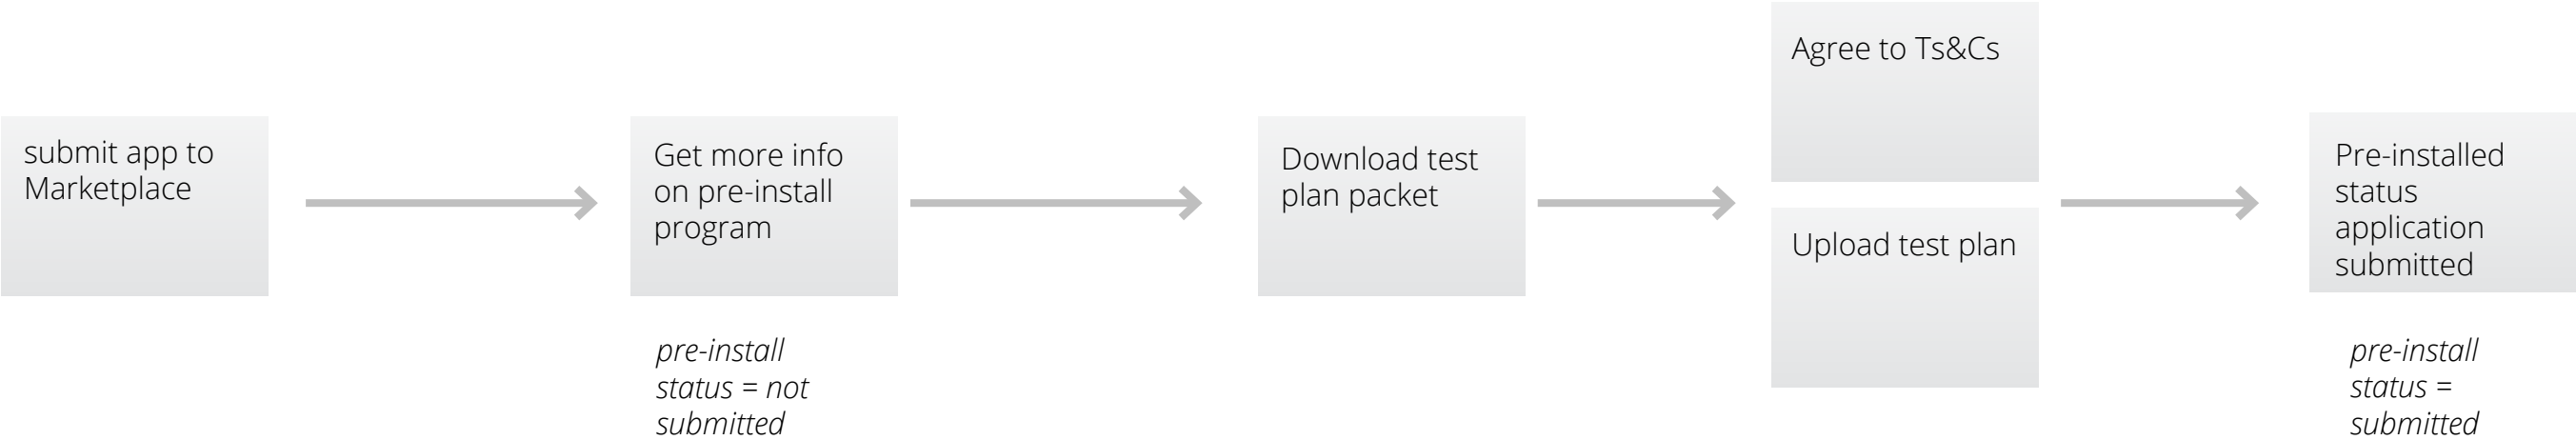 submit app to
Marketplace
Get more info
on pre-install
program
pre-install
status = not
submitted
Download test
plan packet
Agree to Ts&Cs
Upload test plan
Pre-installed
status
application
submitted
pre-install
status =
submitted